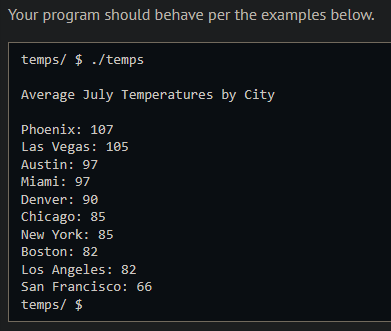 Your program should behave per the examples below.
temps/ $ ./temps
Average July Temperatures by City
Phoenix: 107
Las Vegas: 105
Austin: 97
Miami: 97
Denver: 90
Chicago: 85
New York: 85
Boston: 82
Los Angeles: 82
San Francisco: 66
temps/ $